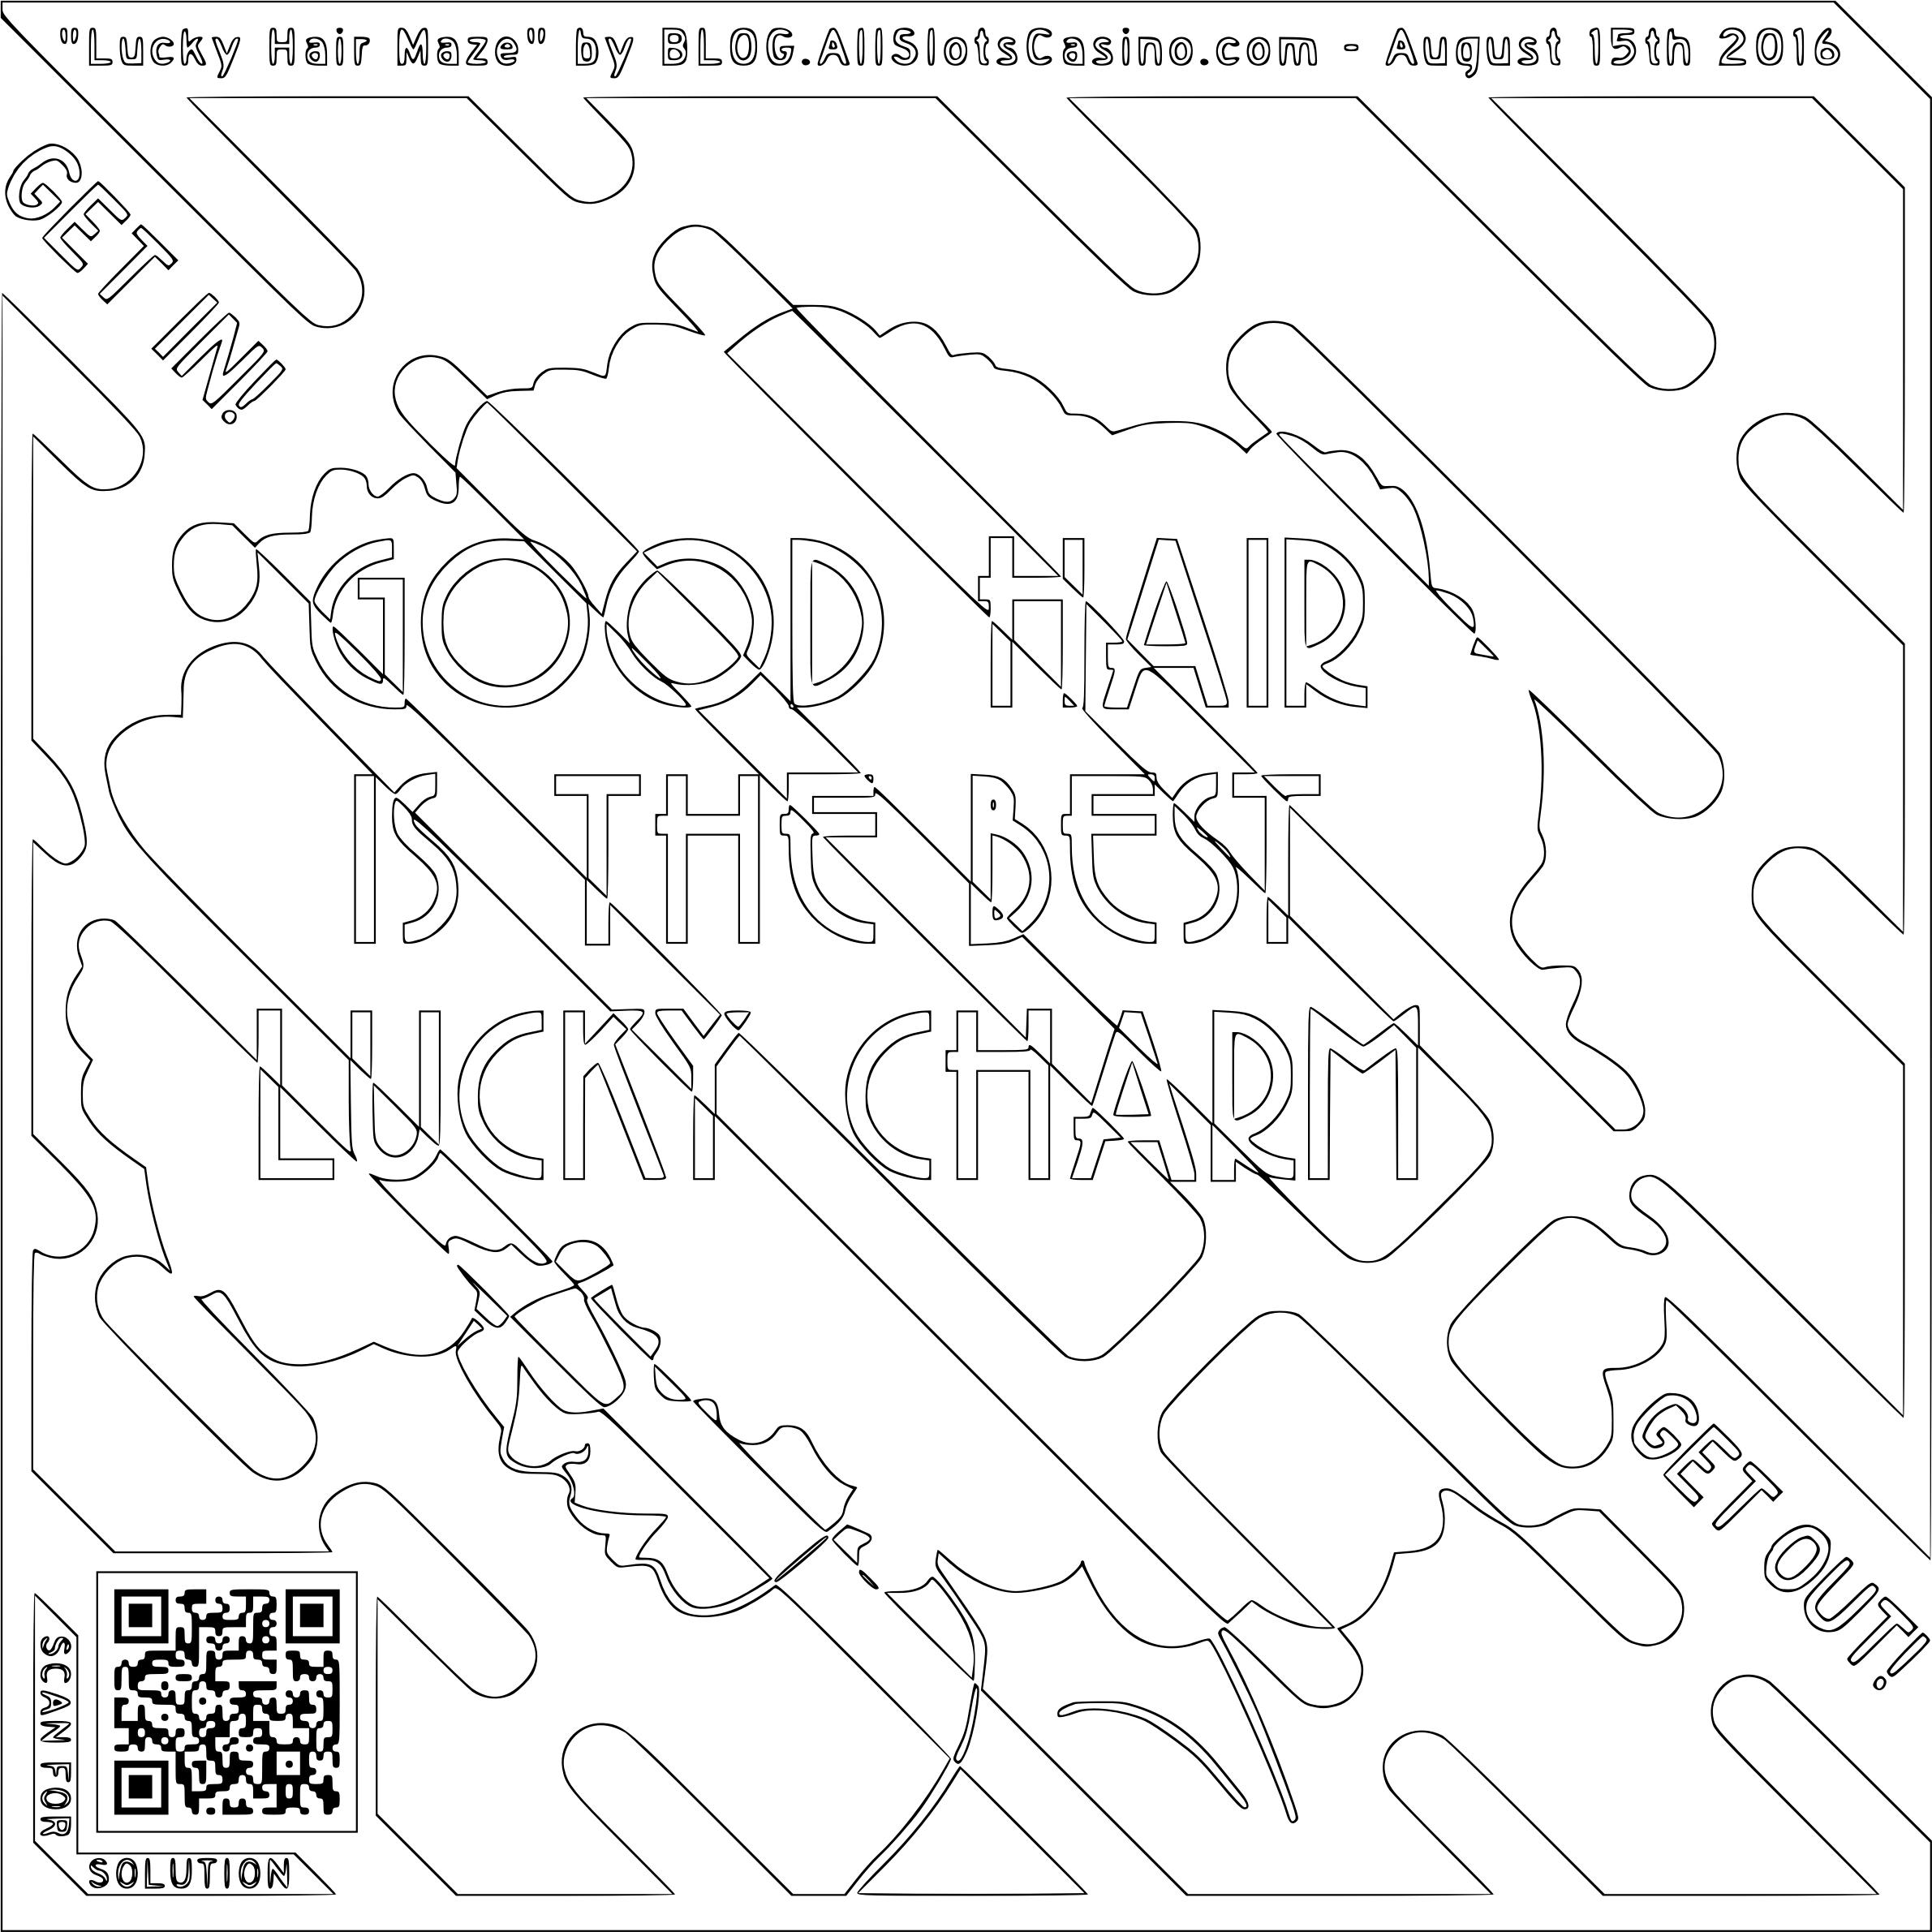 "Lucky Hair Maze" by BLOG.AllSlotsCasino.com - August 15th 2016
GET IN!
GOOD HAIR
IS THE BEST
LUCKY CHARM
GET OUT!
SCAN FOR
SOLUTION